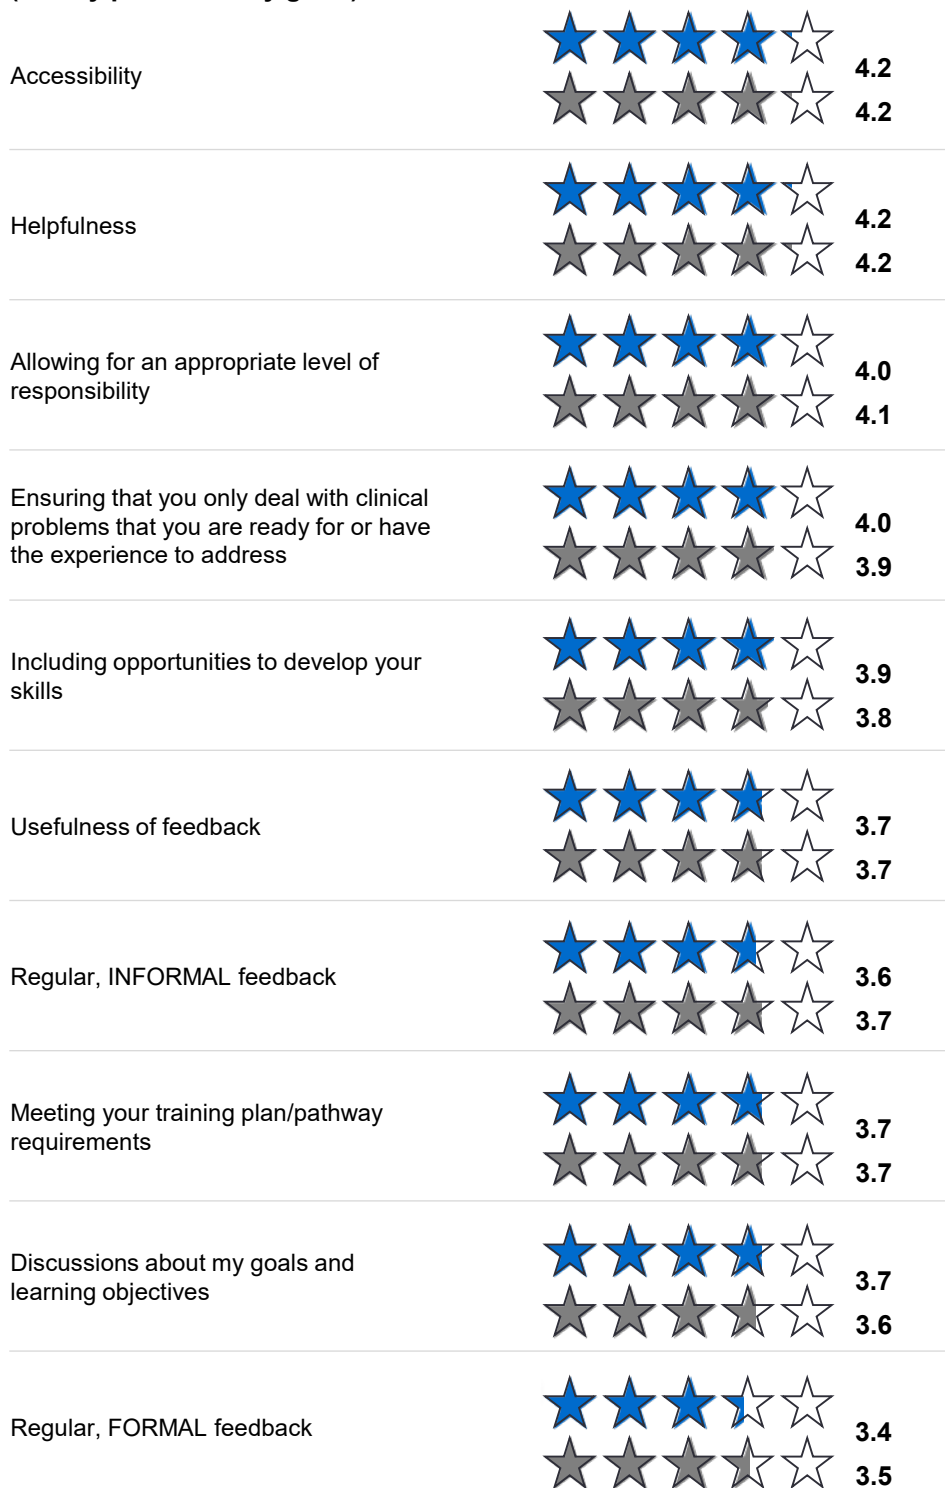 Accessibility
4.2
4.2
Helpfulness
4.2
4.2
Allowing for an appropriate level of
responsibility
4.0
4.1
Ensuring that you only deal with clinical
problems that you are ready for or have
the experience to address
4.0
3.9
Including opportunities to develop your
skills
3.9
3.8
Usefulness of feedback
3.7
3.7
Regular, INFORMAL feedback
3.6
3.7
Meeting your training plan/pathway
requirements
3.7
3.7
Discussions about my goals and
learning objectives
3.7
3.6
Regular, FORMAL feedback
3.4
3.5